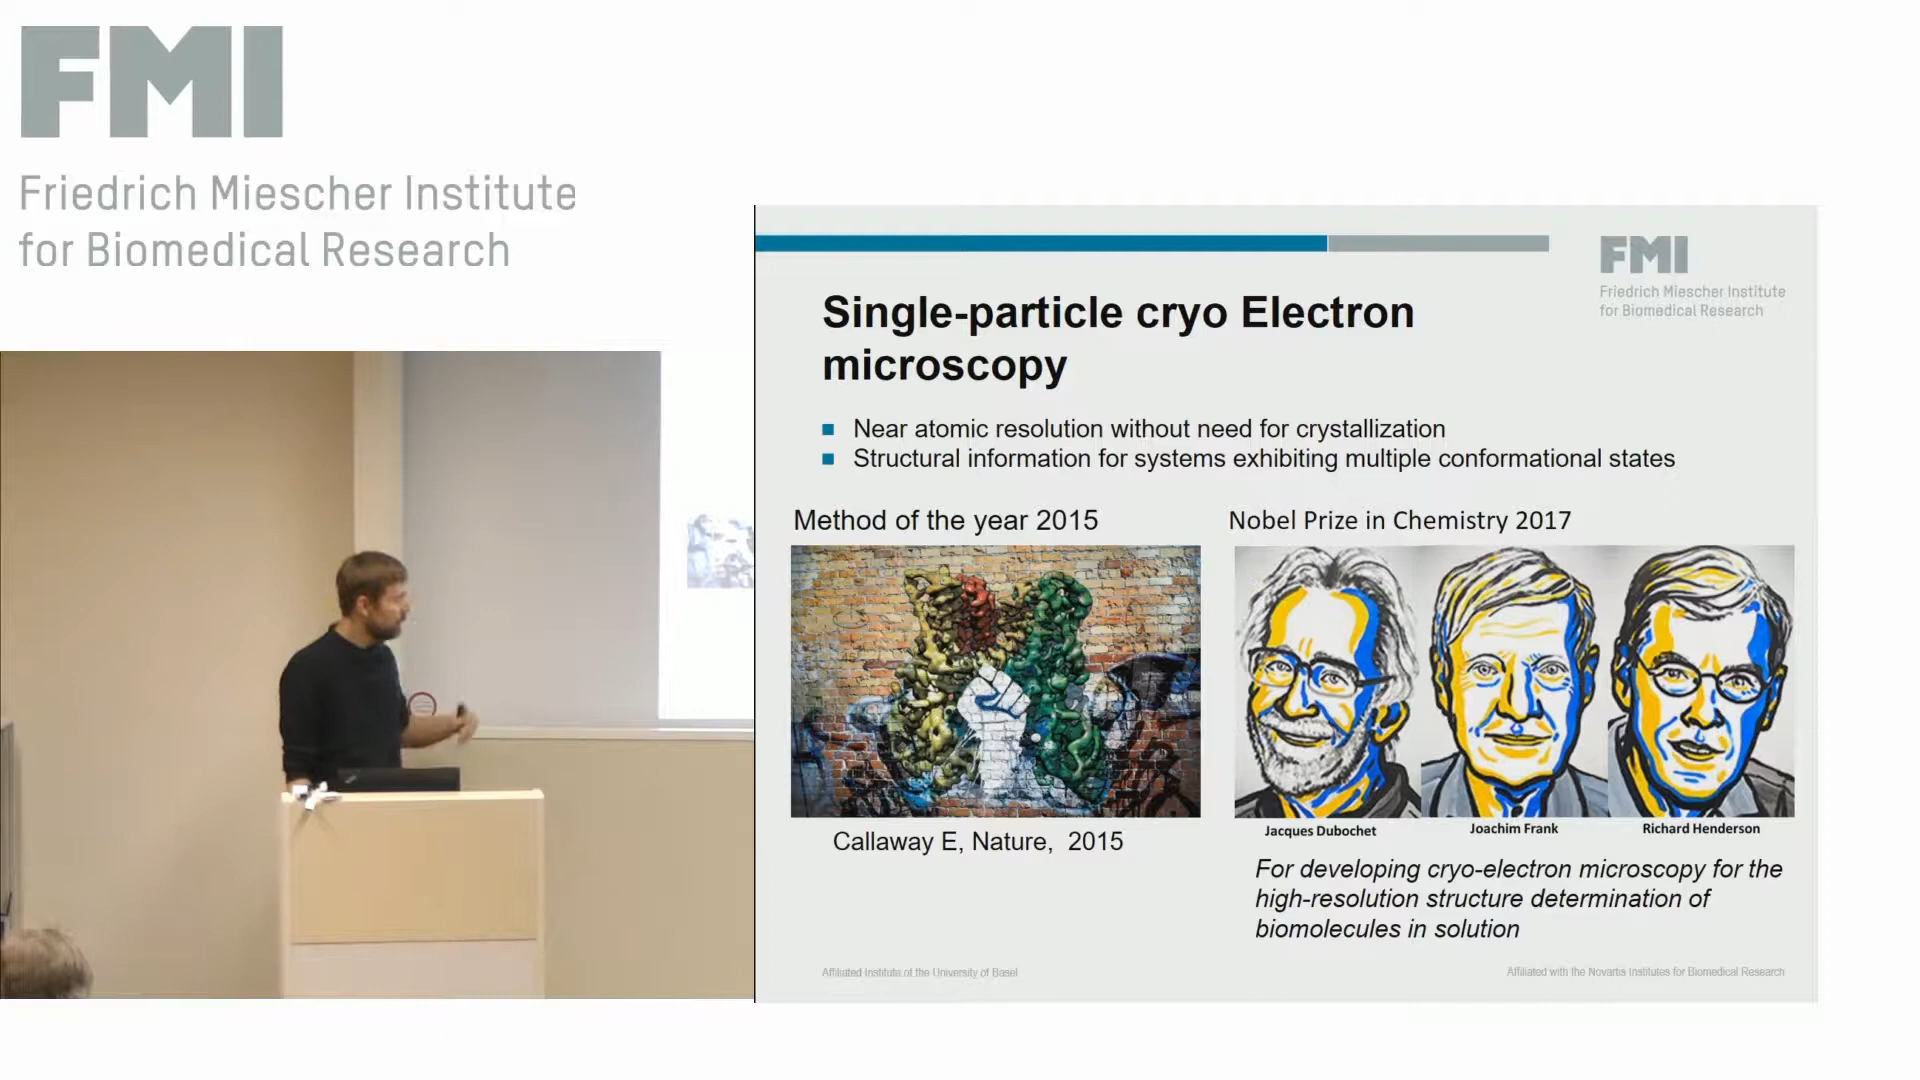 FMI
Friedrich Miescher Institute
for Biomedical Research
FMI
Friedrich Miescher Institute
for Biomedical Research
Single-particle cryo Electron
microscopy
Near atomic resolution without need for crystallization
Structural information for systems exhibiting multiple conformational states
Method of the year 2015
Nobel Prize in Chemistry 2017
Callaway E, Nature, 2015
Jacques Dubochet
Joachim Frank
Richard Henderson
For developing cryo-electron microscopy for the
high-resolution structure determination of
biomolecules in solution
Affiliated Institute of the University of Basel
Affiliated with the Novartis Institutes for Biomedical Research